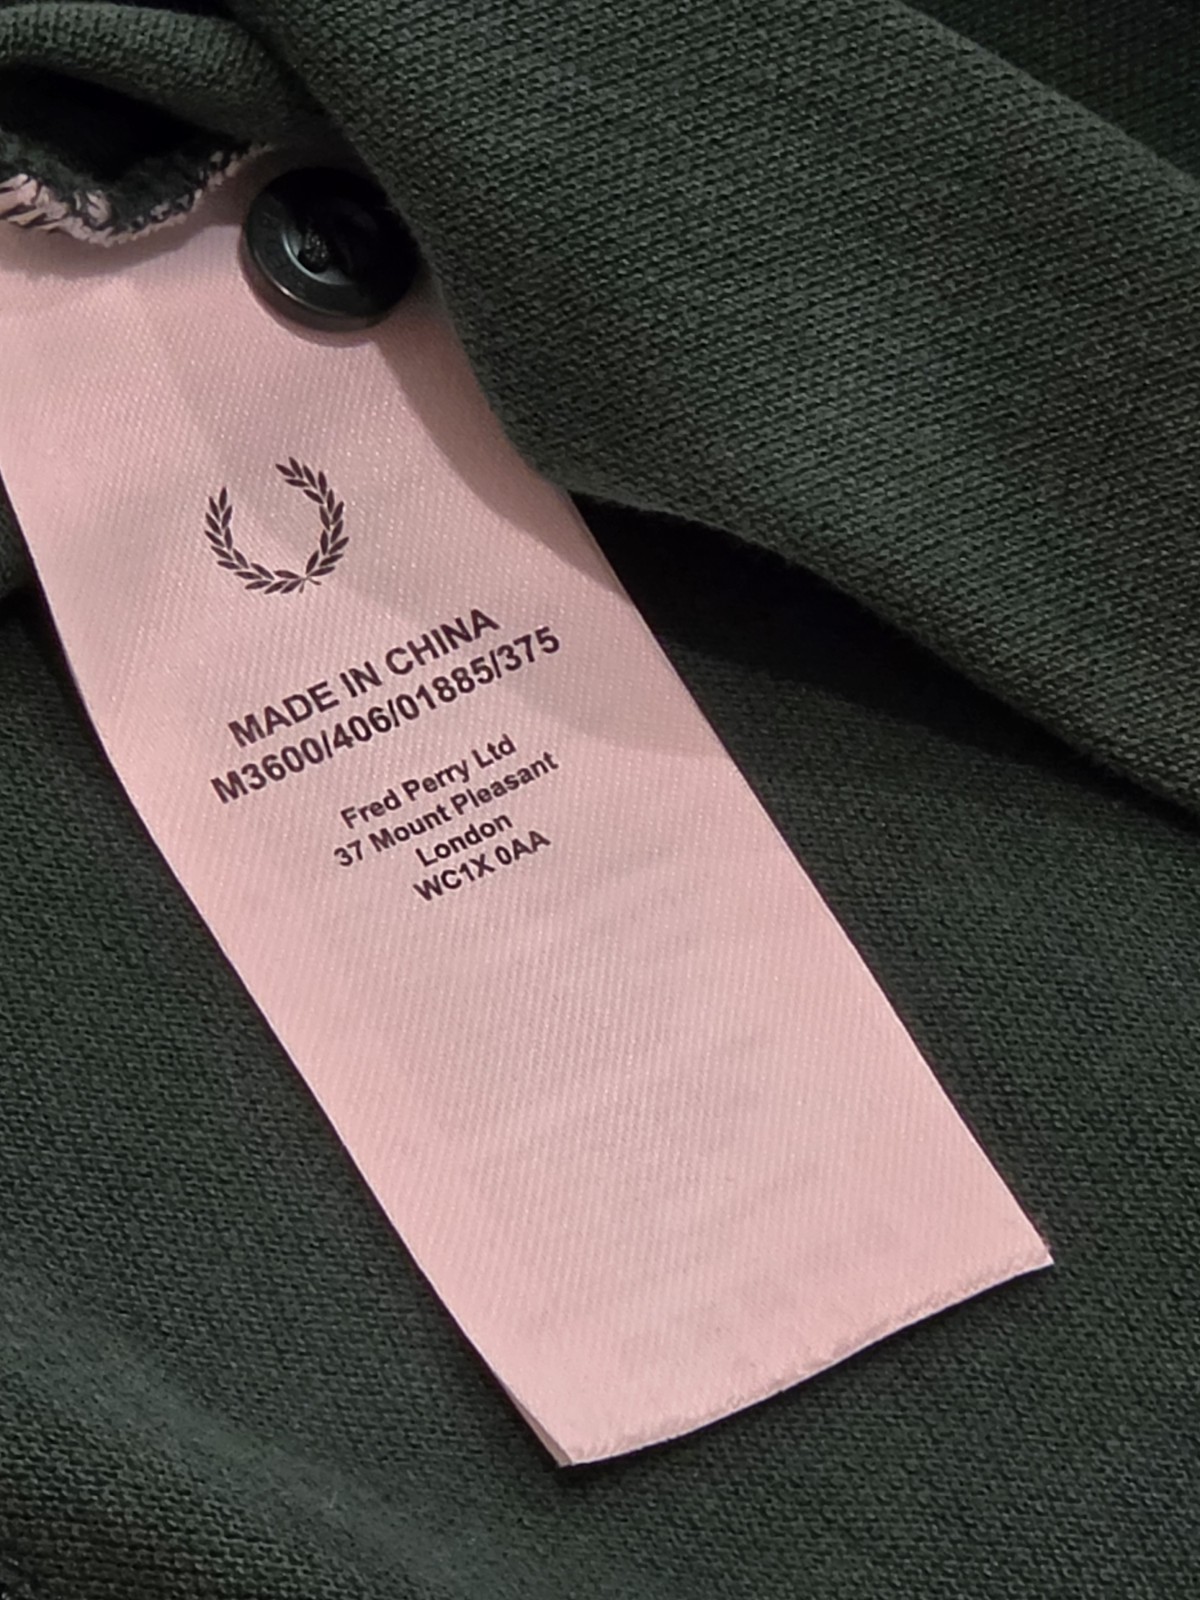 MADE IN CHINA
M3600/406/01885/375
Fred Perry Ltd
37 Mount Pleasant
London
WC1X 0AA